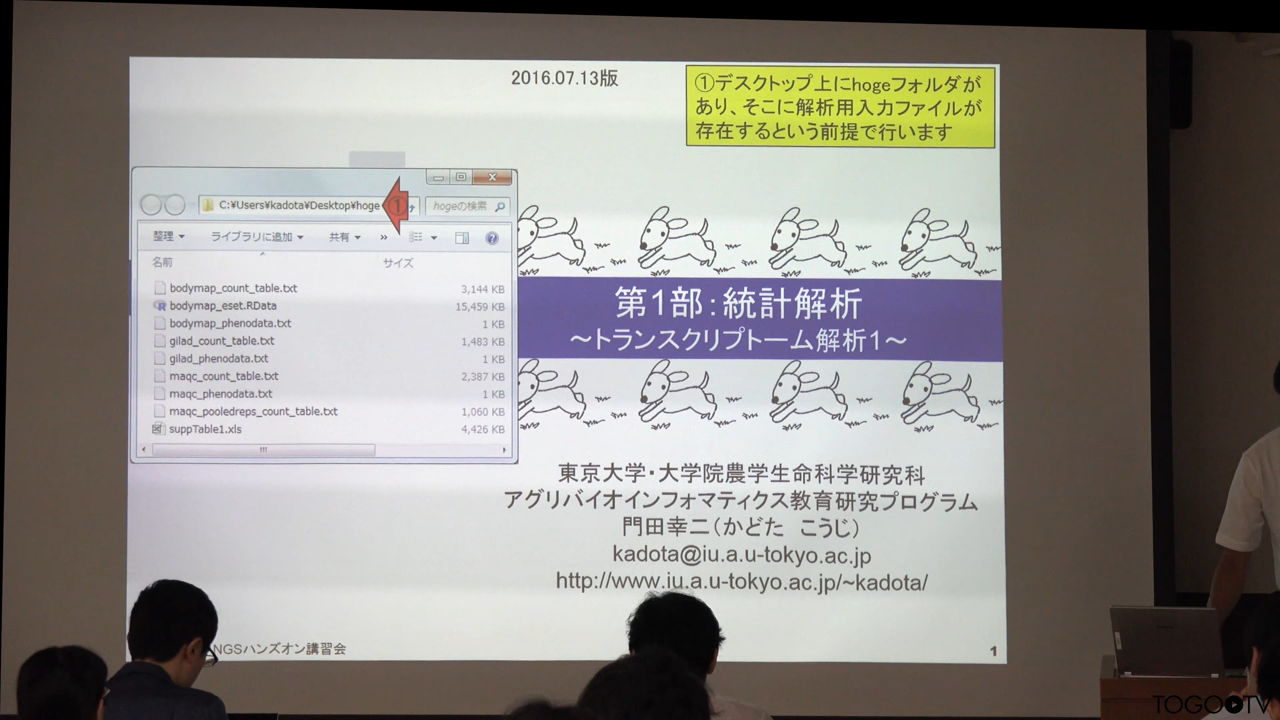 2016.07.13版
①デスクトップ上にhogeフォルダが
あり、そこに解析用入力ファイルが
存在するという前提で行います
C:¥Users¥kadota¥Desktop¥hoge
①
hogeの検索
整理
ライブラリに追加
共有
»
名前
サイズ
bodymap_count_table.txt 3,144 KB
bodymap_eset.RData 15,459 KB
bodymap_phenodata.txt 1 KB
gilad_count_table.txt 1,483 KB
gilad_phenodata.txt 1 KB
maqc_count_table.txt 2,387 KB
maqc_phenodata.txt 1 KB
maqc_pooledreps_count_table.txt 1,060 KB
suppTable1.xls 4,426 KB
第1部：統計解析
～トランスクリプトーム解析1～
東京大学・大学院農学生命科学研究科
アグリバイオインフォマティクス教育研究プログラム
門田幸二（かどた　こうじ）
kadota@iu.a.u-tokyo.ac.jp
http://www.iu.a.u-tokyo.ac.jp/~kadota/
NGSハンズオン講習会
1
TOGOTV